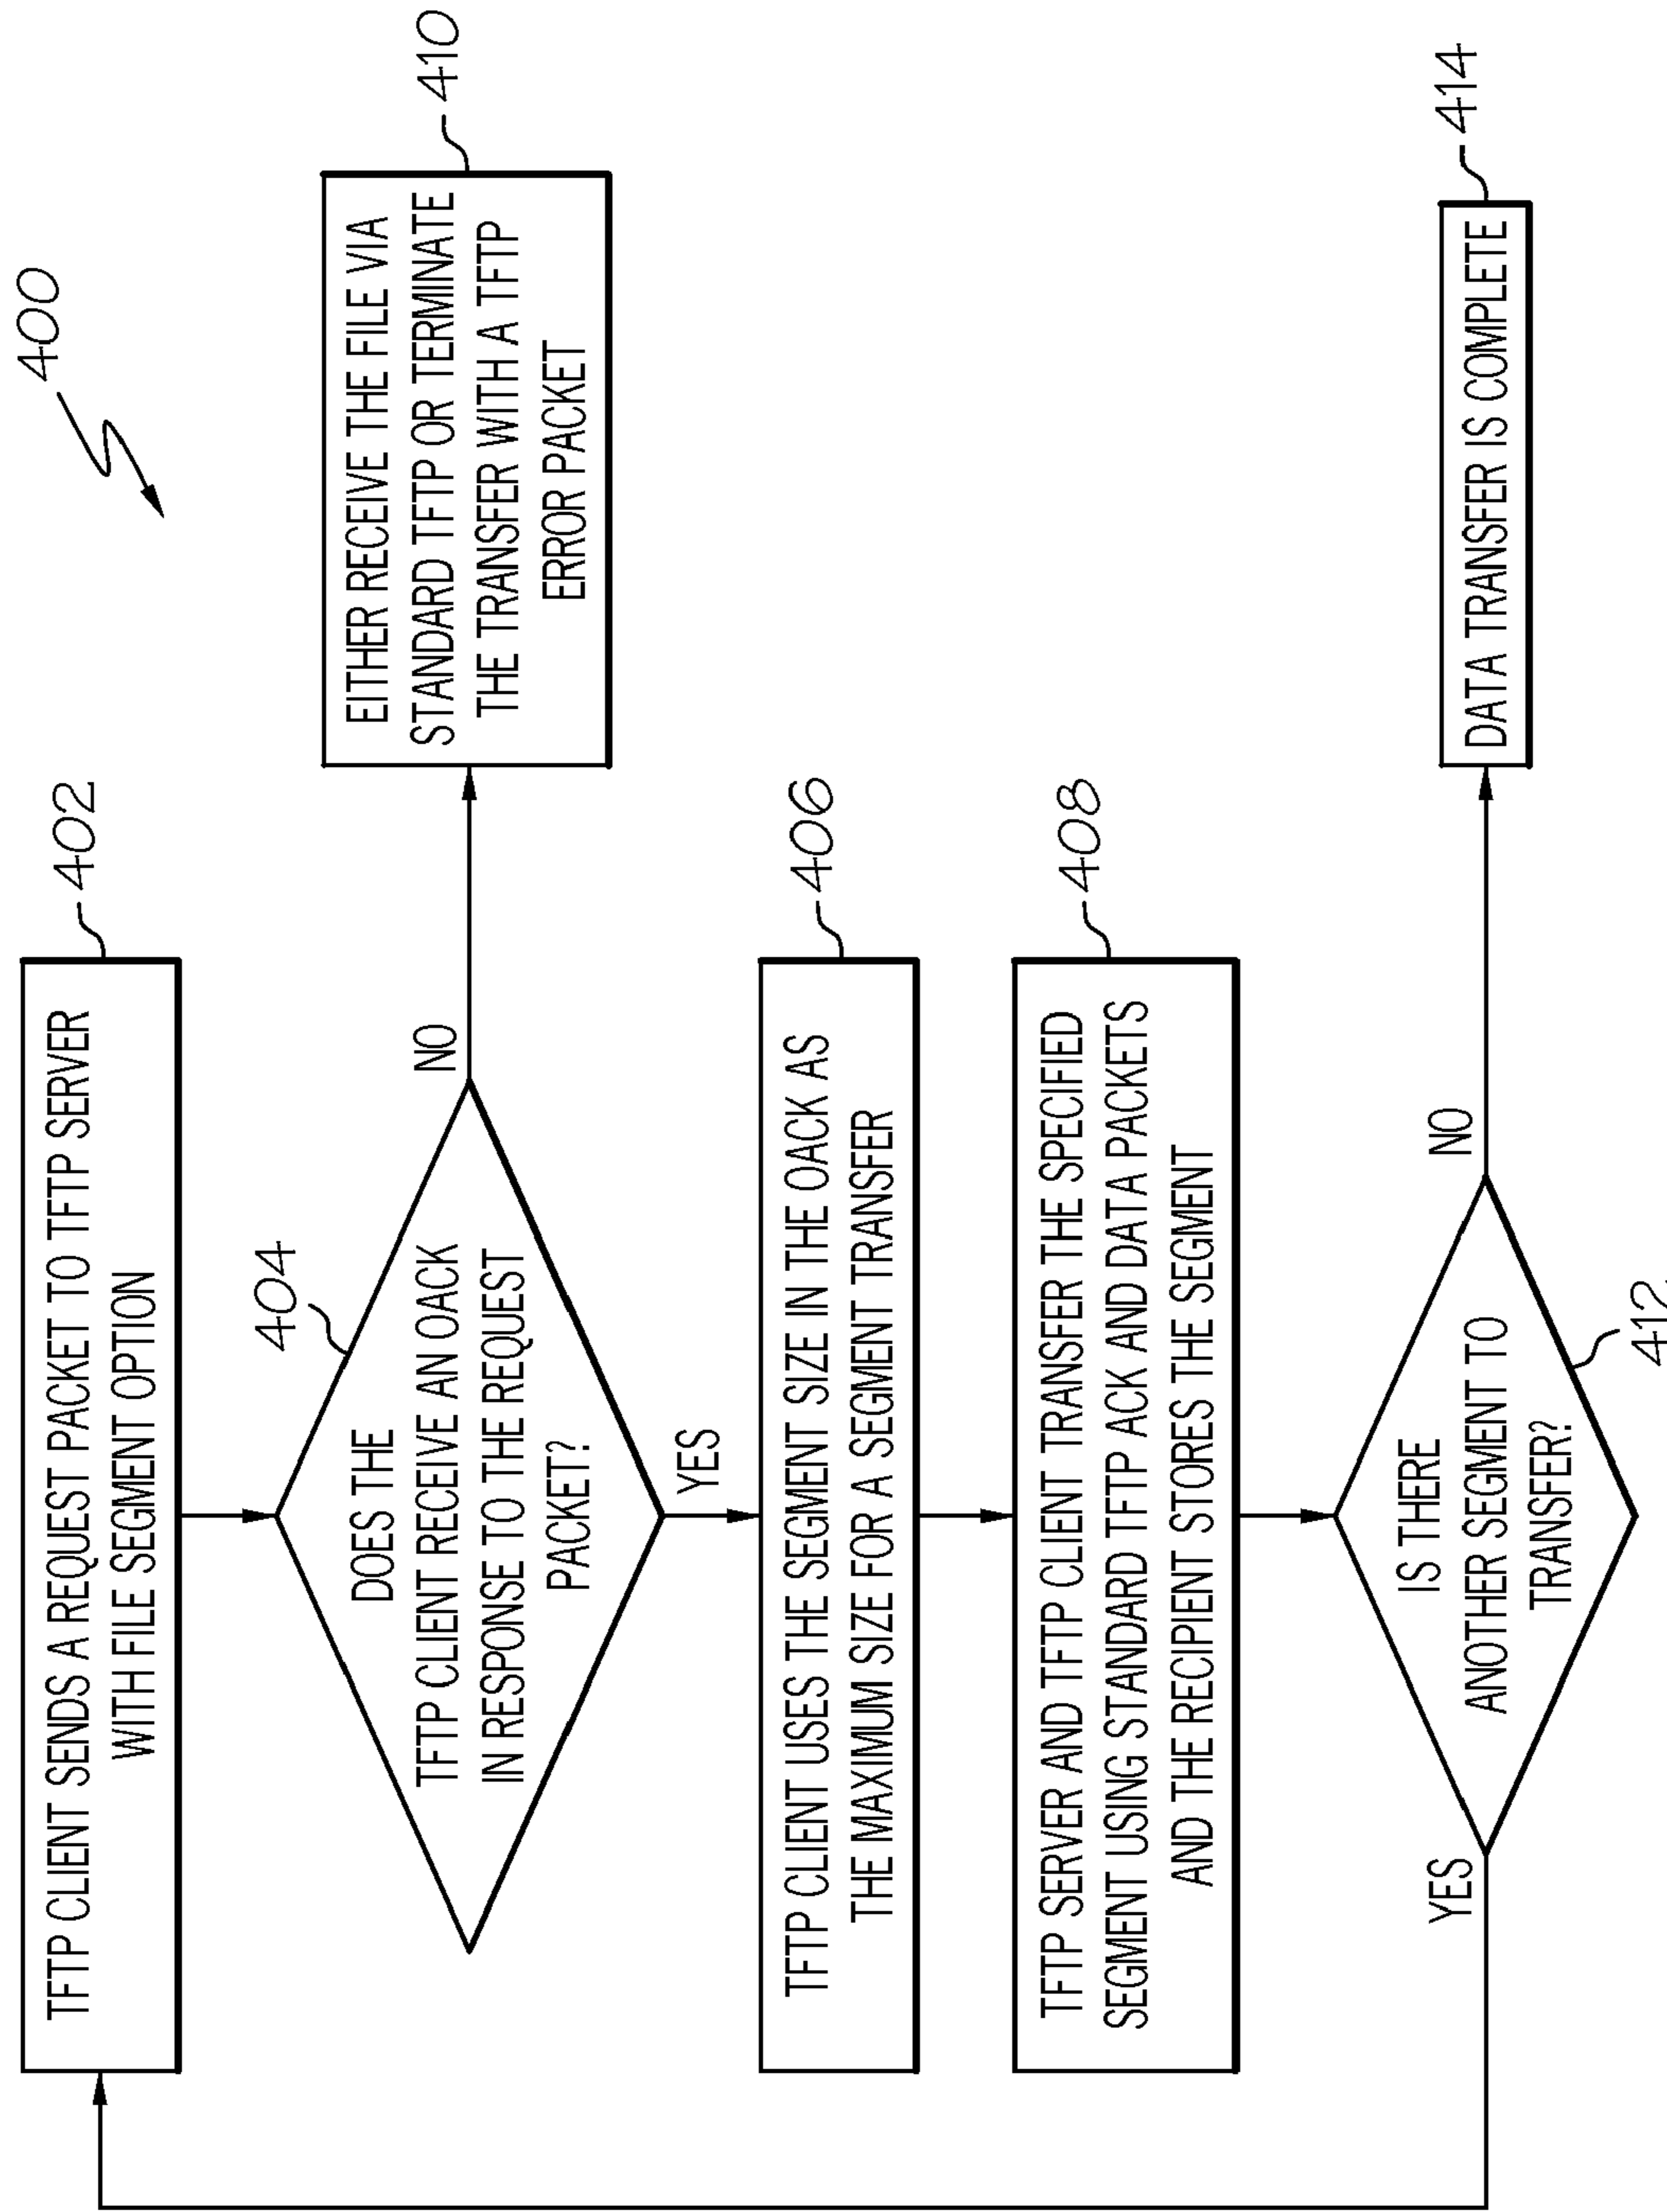 400
TFTP CLIENT SENDS A REQUEST PACKET TO TFTP SERVER
WITH FILE SEGMENT OPTION
402
404
DOES THE
TFTP CLIENT RECEIVE AN OACK
IN RESPONSE TO THE REQUEST
PACKET?
NO
EITHER RECEIVE THE FILE VIA
STANDARD TFTP OR TERMINATE
THE TRANSFER WITH A TFTP
ERROR PACKET
410
YES
TFTP CLIENT USES THE SEGMENT SIZE IN THE OACK AS
THE MAXIMUM SIZE FOR A SEGMENT TRANSFER
406
TFTP SERVER AND TFTP CLIENT TRANSFER THE SPECIFIED
SEGMENT USING STANDARD TFTP ACK AND DATA PACKETS
AND THE RECIPIENT STORES THE SEGMENT
408
YES
IS THERE
ANOTHER SEGMENT TO
TRANSFER?
412
NO
DATA TRANSFER IS COMPLETE
414